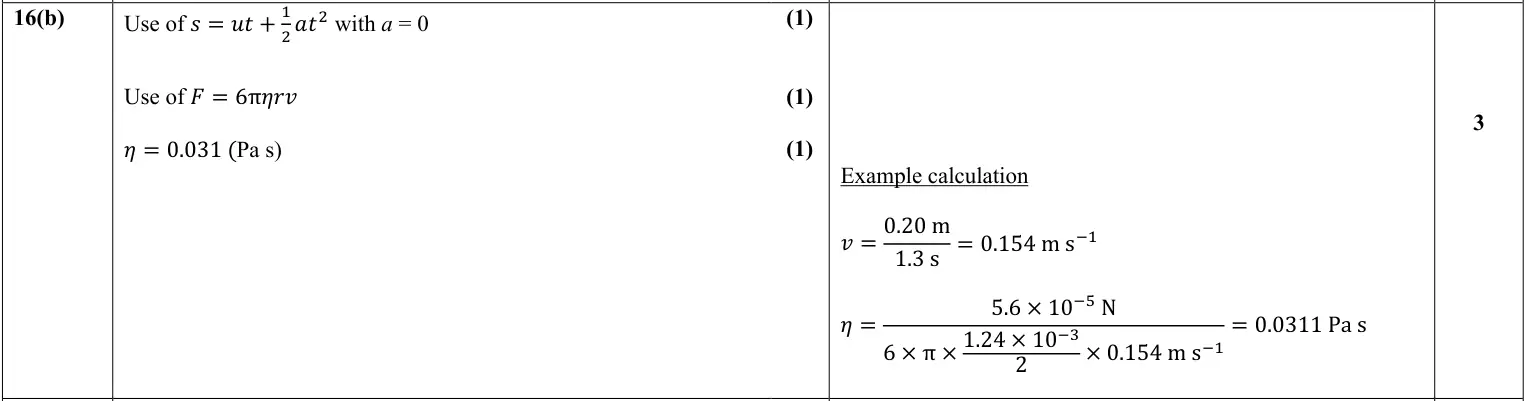 16(b) Use of 𝑠 = 𝑢𝑡 + 1/2 𝑎𝑡² with a = 0 (1)
Use of 𝐹 = 6π𝜂𝑟𝑣 (1)
3
𝜂 = 0.031 (Pa s) (1)
Example calculation
𝑣 = 0.20 m / 1.3 s = 0.154 m s⁻¹
𝜂 = 5.6 × 10⁻⁵ N / (6 × π × 1.24 × 10⁻³ / 2 × 0.154 m s⁻¹) = 0.0311 Pa s